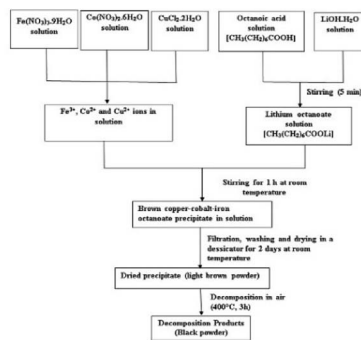 Fe(NO3)3.9H2O
solution
Co(NO3)2.6H2O
solution
CuCl2.2H2O
solution
Octanoic acid
solution
[CH3(CH2)6COOH]
LiOH.H2O
solution
Stirring (5 min)
Fe3+, Co2+ and Cu2+ ions in
solution
Lithium octanoate
solution
[CH3(CH2)6COOLi]
Stirring for 1 h at room
temperature
Brown copper-cobalt-iron
octanoate precipitate in solution
Filtration, washing and drying in a
dessicator for 2 days at room
temperature
Dried precipitate (light brown powder)
Decomposition in air
(400°C, 3h)
Decomposition Products
(Black powder)